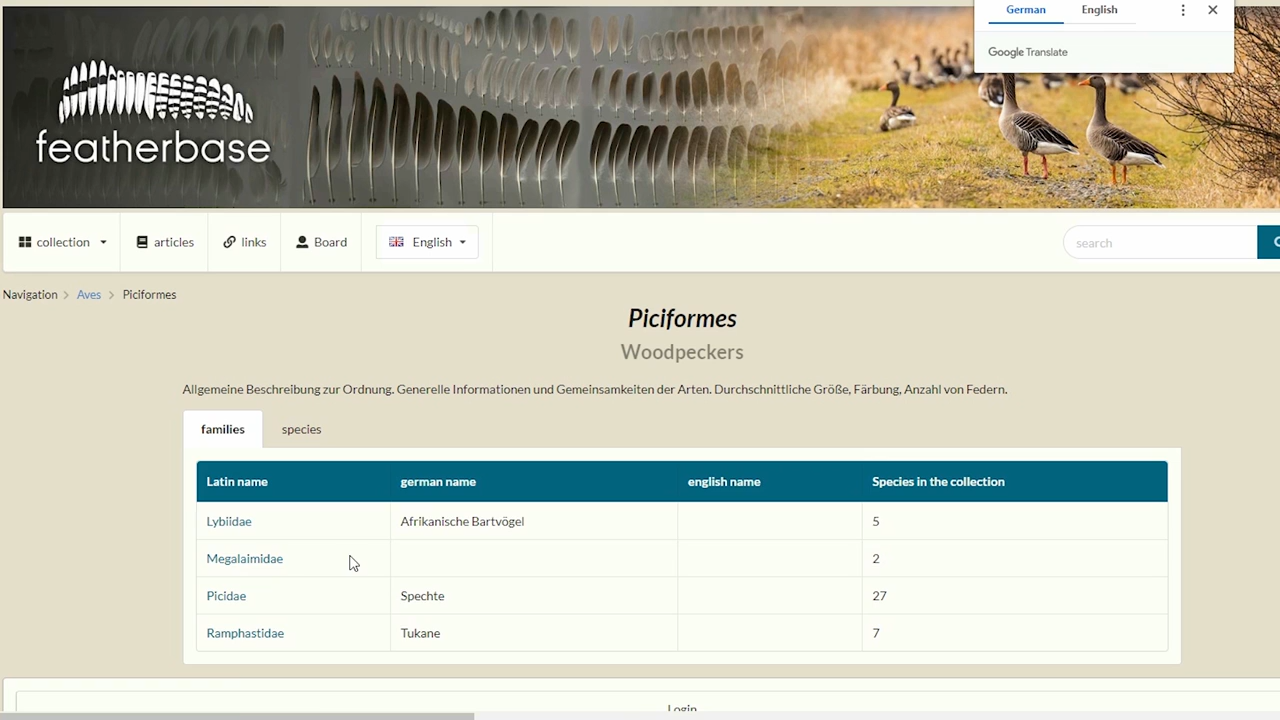 German English
Google Translate
featherbase
collection articles links Board English search
Navigation > Aves > Piciformes
Piciformes
Woodpeckers
Allgemeine Beschreibung zur Ordnung. Generelle Informationen und Gemeinsamkeiten der Arten. Durchschnittliche Größe, Färbung, Anzahl von Federn.
families species
Latin name german name english name Species in the collection
Lybiidae Afrikanische Bartvögel 5
Megalaimidae 2
Picidae Spechte 27
Ramphastidae Tukane 7
Login